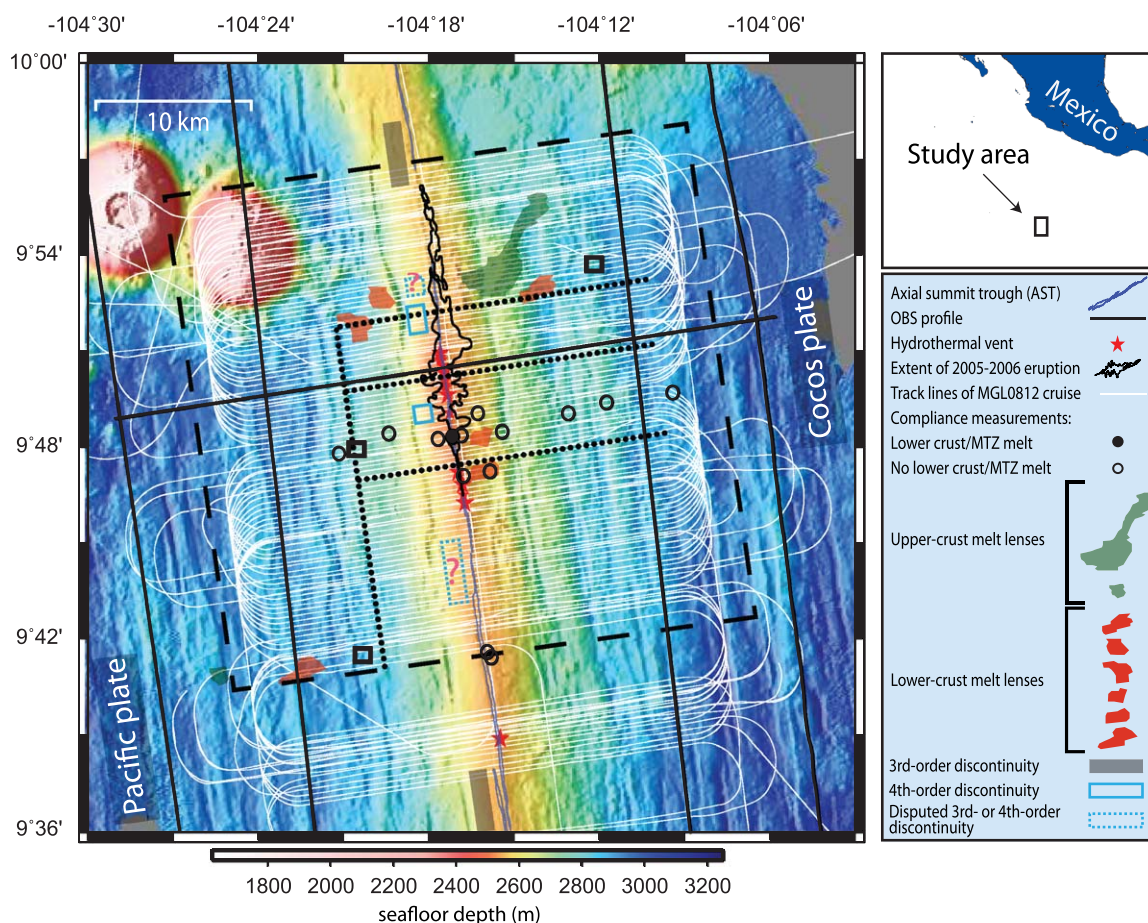 -104˚30'
-104˚24'
-104˚18'
-104˚12'
-104˚06'
10˚00'
9˚54'
9˚48'
9˚42'
9˚36'
10 km
Pacific plate
Cocos plate
?
?
Mexico
Study area
Axial summit trough (AST)
OBS profile
Hydrothermal vent
Extent of 2005-2006 eruption
Track lines of MGL0812 cruise
Compliance measurements:
Lower crust/MTZ melt
No lower crust/MTZ melt
Upper-crust melt lenses
Lower-crust melt lenses
3rd-order discontinuity
4th-order discontinuity
Disputed 3rd- or 4th-order
discontinuity
1800 2000 2200 2400 2600 2800 3000 3200
seafloor depth (m)